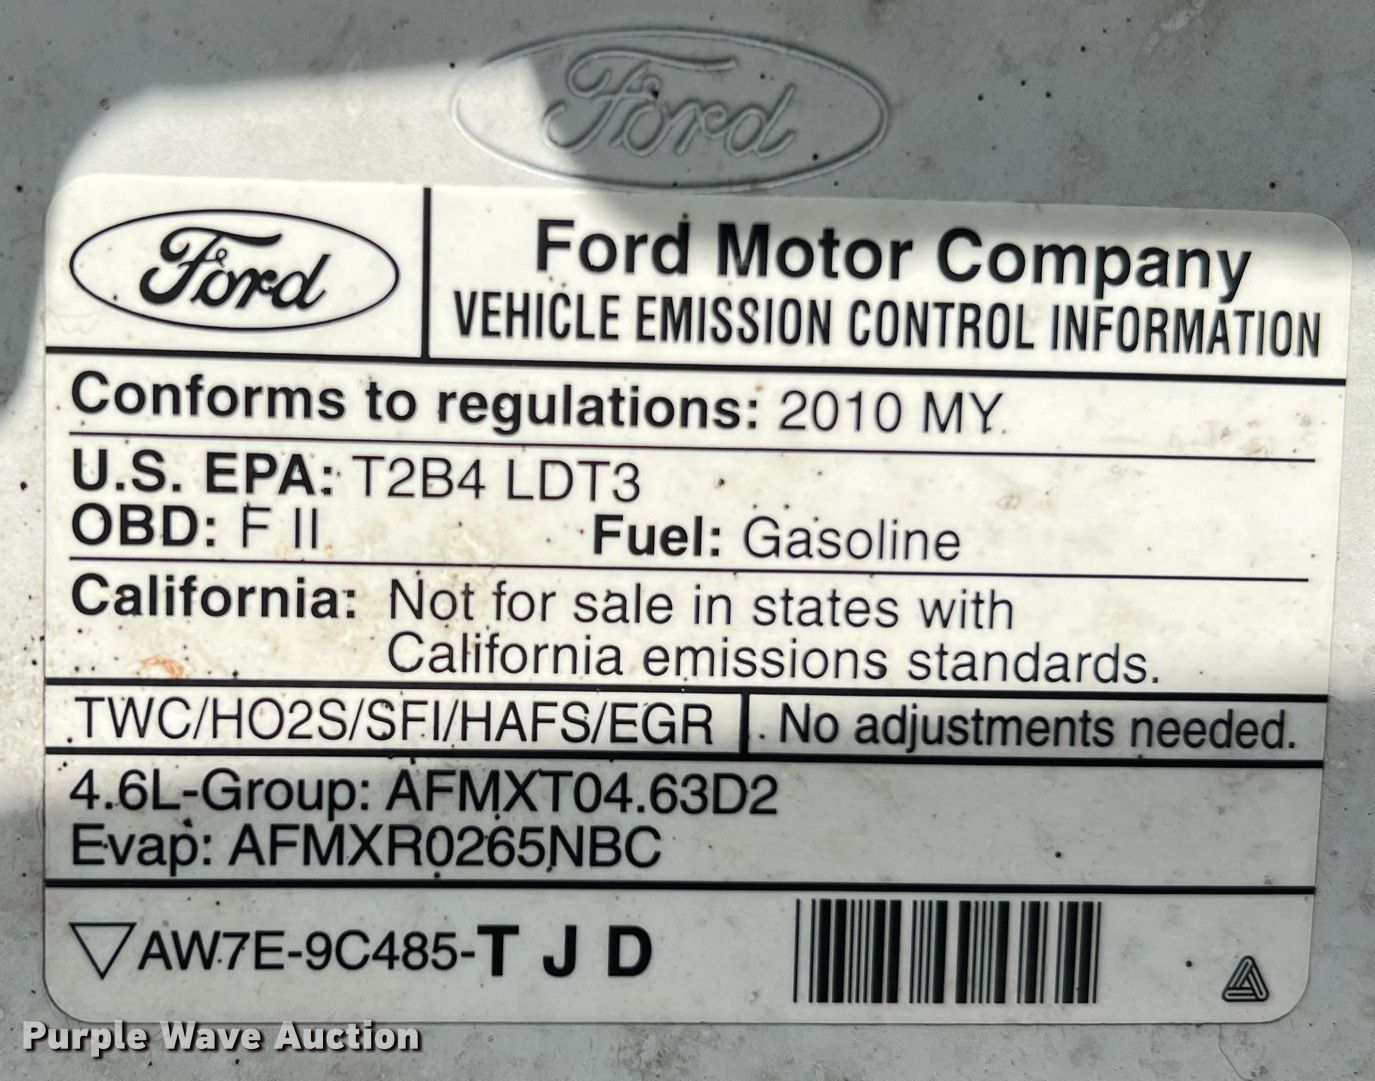 Ford
Ford
Ford Motor Company
VEHICLE EMISSION CONTROL INFORMATION
Conforms to regulations: 2010 MY
U.S. EPA: T2B4 LDT3
OBD: F II Fuel: Gasoline
California: Not for sale in states with
California emissions standards.
TWC/HO2S/SFI/HAFS/EGR No adjustments needed.
4.6L-Group: AFMXT04.63D2
Evap: AFMXR0265NBC
AW7E-9C485-T J D
Purple Wave Auction